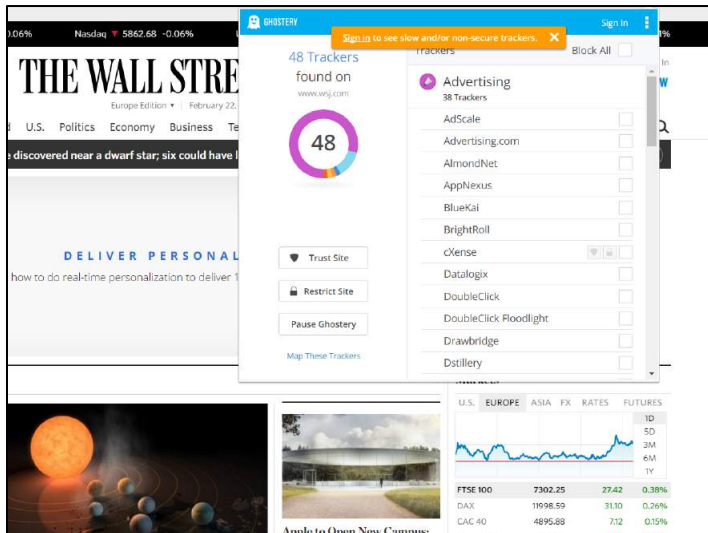 0.06%
Nasdaq ▼ 5862.68 -0.06%
1%
THE WALL STRE
Europe Edition ▾ February 22,
In
W
U.S. Politics Economy Business Te
e discovered near a dwarf star; six could have l
DELIVER PERSONAL
how to do real-time personalization to deliver 1
GHOSTERY
Sign In
Sign in to see slow and/or non-secure trackers. X
48 Trackers
found on
www.wsj.com
48
Trust Site
Restrict Site
Pause Ghostery
Map These Trackers
Trackers
Block All
Advertising
38 Trackers
AdScale
Advertising.com
AlmondNet
AppNexus
BlueKai
BrightRoll
cXense
Datalogix
DoubleClick
DoubleClick Floodlight
Drawbridge
Dstillery
Apple to Open New Campus:
U.S. EUROPE ASIA FX RATES FUTURES
1D
5D
3M
6M
1Y
FTSE 100 7302.25 27.42 0.38%
DAX 11998.59 31.10 0.26%
CAC 40 4895.88 7.12 0.15%